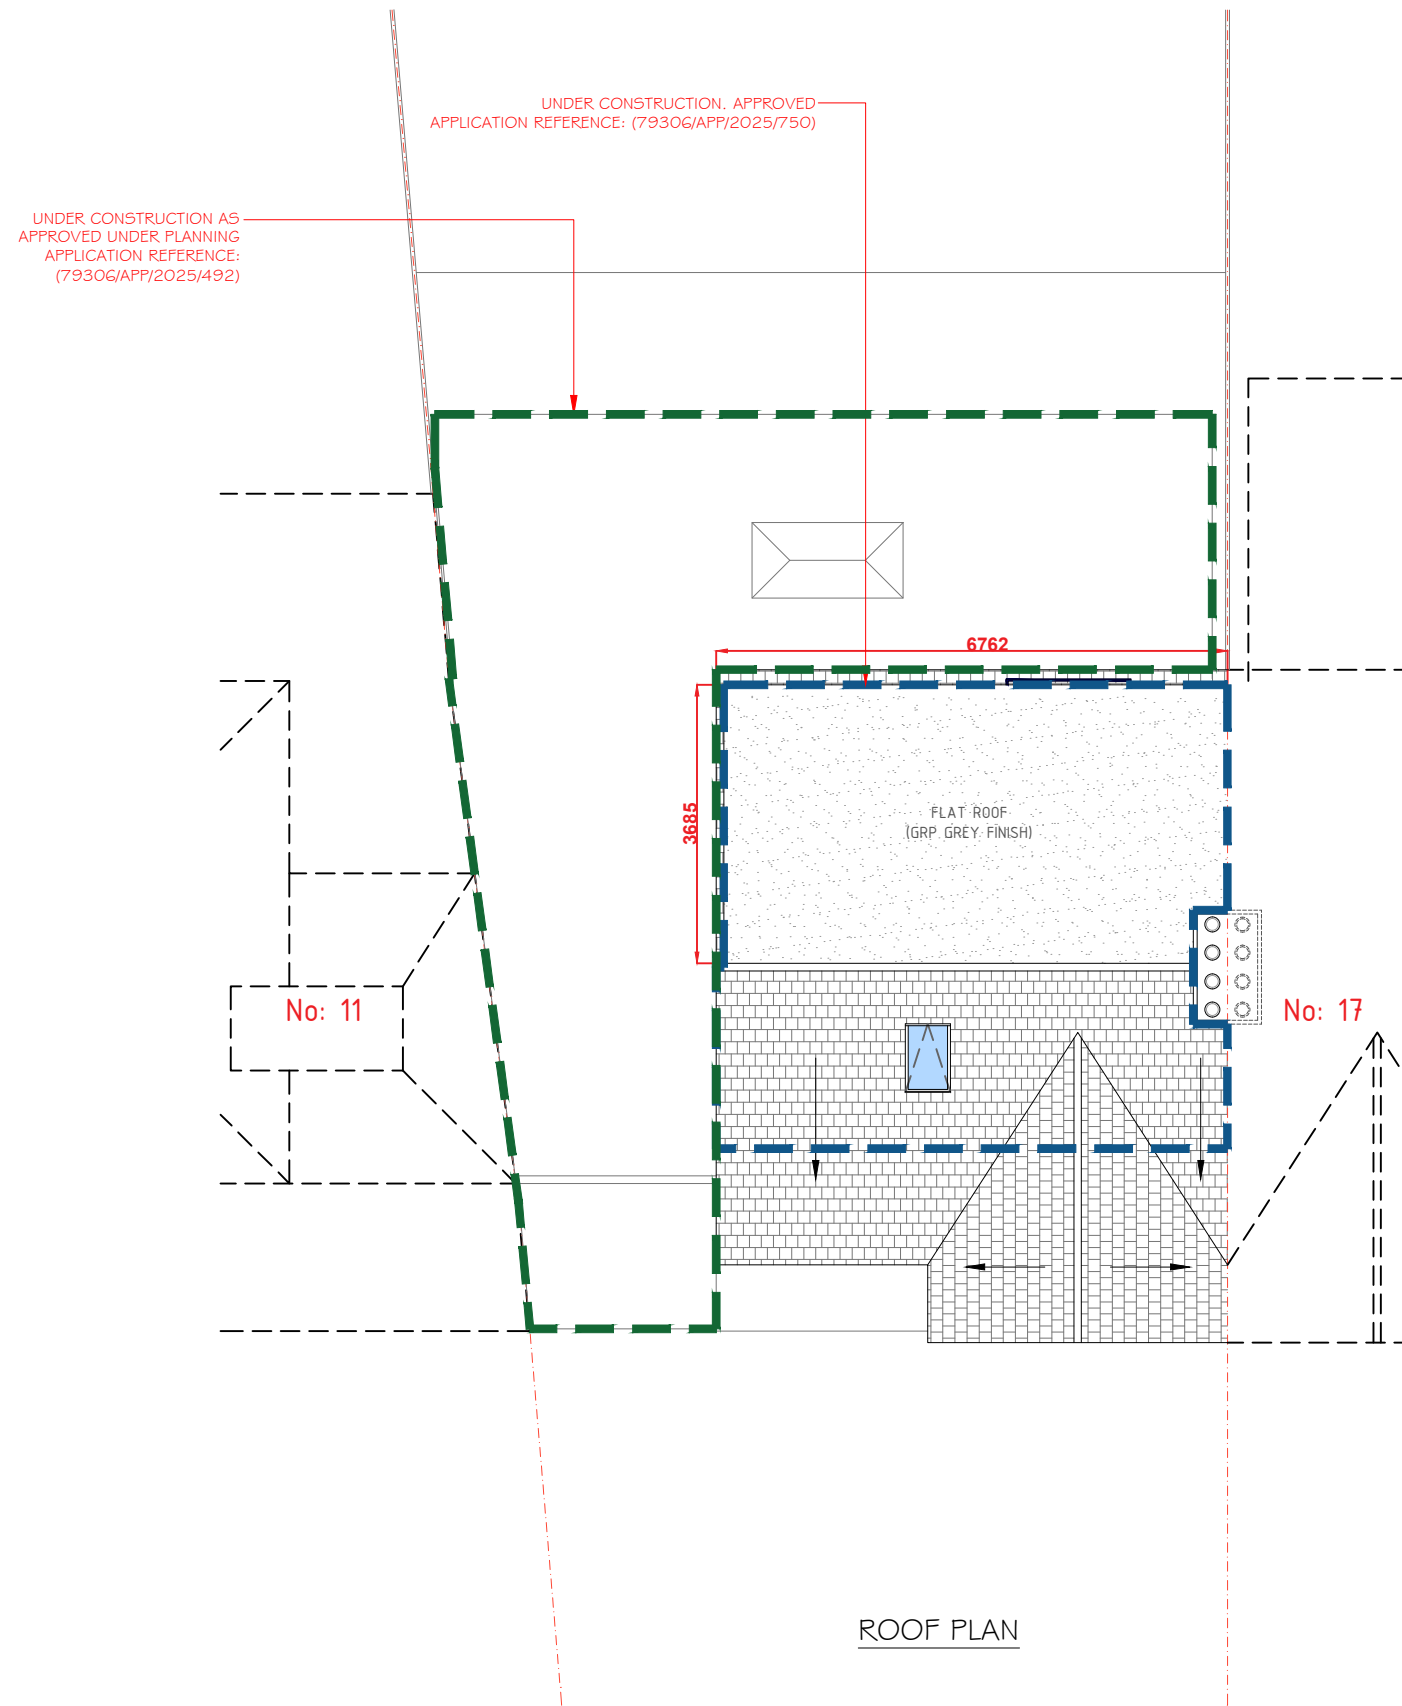 UNDER CONSTRUCTION. APPROVED
APPLICATION REFERENCE: (79306/APP/2025/750)
UNDER CONSTRUCTION AS
APPROVED UNDER PLANNING
APPLICATION REFERENCE:
(79306/APP/2025/492)
6762
3685
FLAT ROOF
(GRP GREY FINISH)
No: 11
No: 17
ROOF PLAN